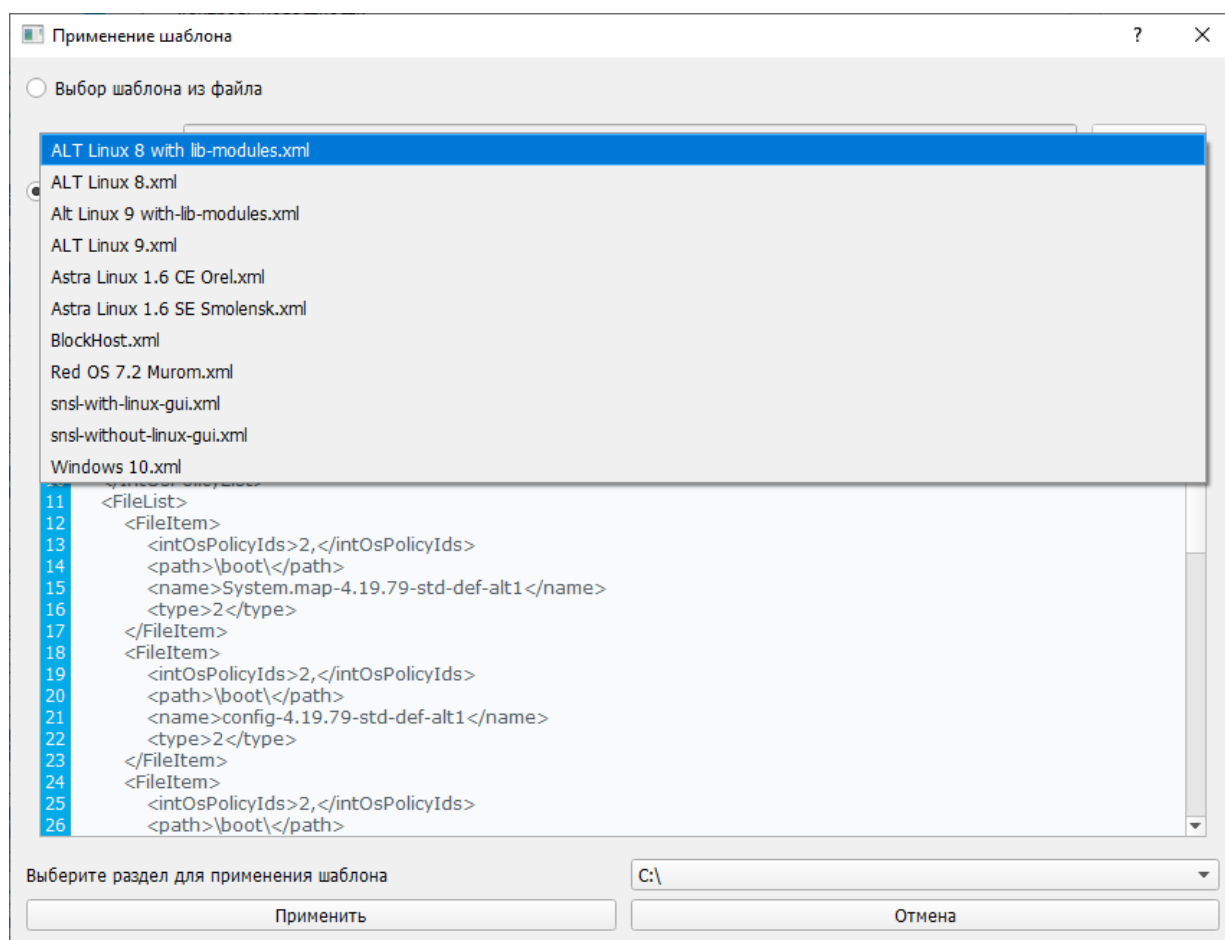 Применение шаблона ? ×
Выбор шаблона из файла
ALT Linux 8 with lib-modules.xml
ALT Linux 8.xml
Alt Linux 9 with-lib-modules.xml
ALT Linux 9.xml
Astra Linux 1.6 CE Orel.xml
Astra Linux 1.6 SE Smolensk.xml
BlockHost.xml
Red OS 7.2 Murom.xml
snsl-with-linux-gui.xml
snsl-without-linux-gui.xml
Windows 10.xml
11 <FileList>
12 <FileItem>
13 <intOsPolicyIds>2,</intOsPolicyIds>
14 <path>\boot\</path>
15 <name>System.map-4.19.79-std-def-alt1</name>
16 <type>2</type>
17 </FileItem>
18 <FileItem>
19 <intOsPolicyIds>2,</intOsPolicyIds>
20 <path>\boot\</path>
21 <name>config-4.19.79-std-def-alt1</name>
22 <type>2</type>
23 </FileItem>
24 <FileItem>
25 <intOsPolicyIds>2,</intOsPolicyIds>
26 <path>\boot\</path>
Выберите раздел для применения шаблона C:\
Применить Отмена